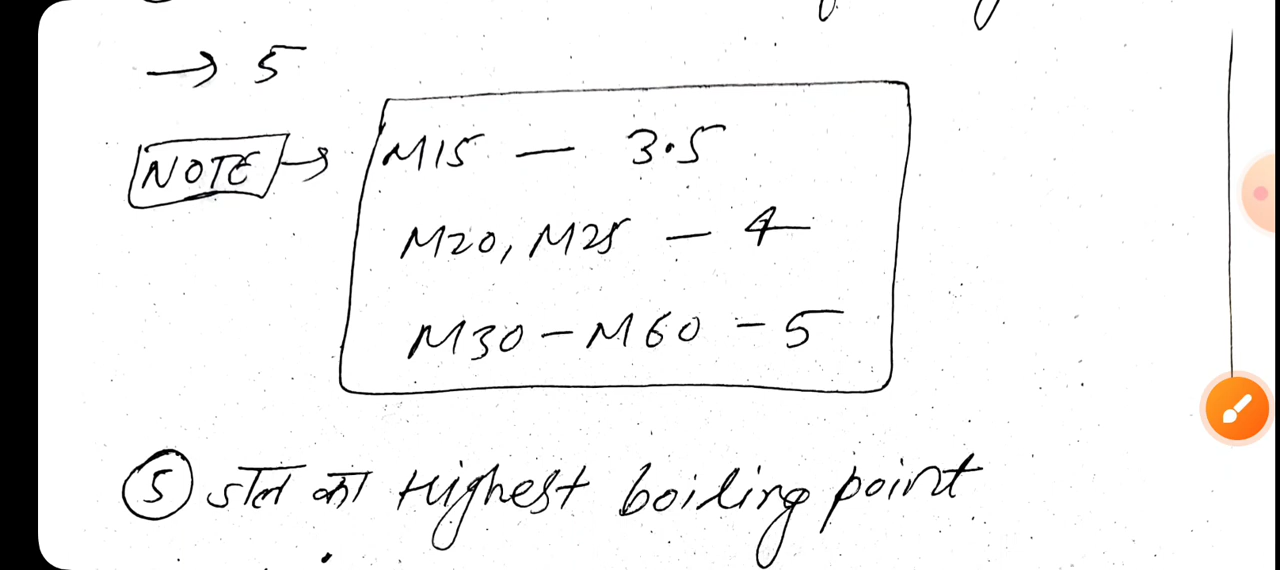 → 5
NOTE → M15 — 3.5
M20, M25 — 4
M30 – M60 – 5
⑤ जल का Highest boiling point